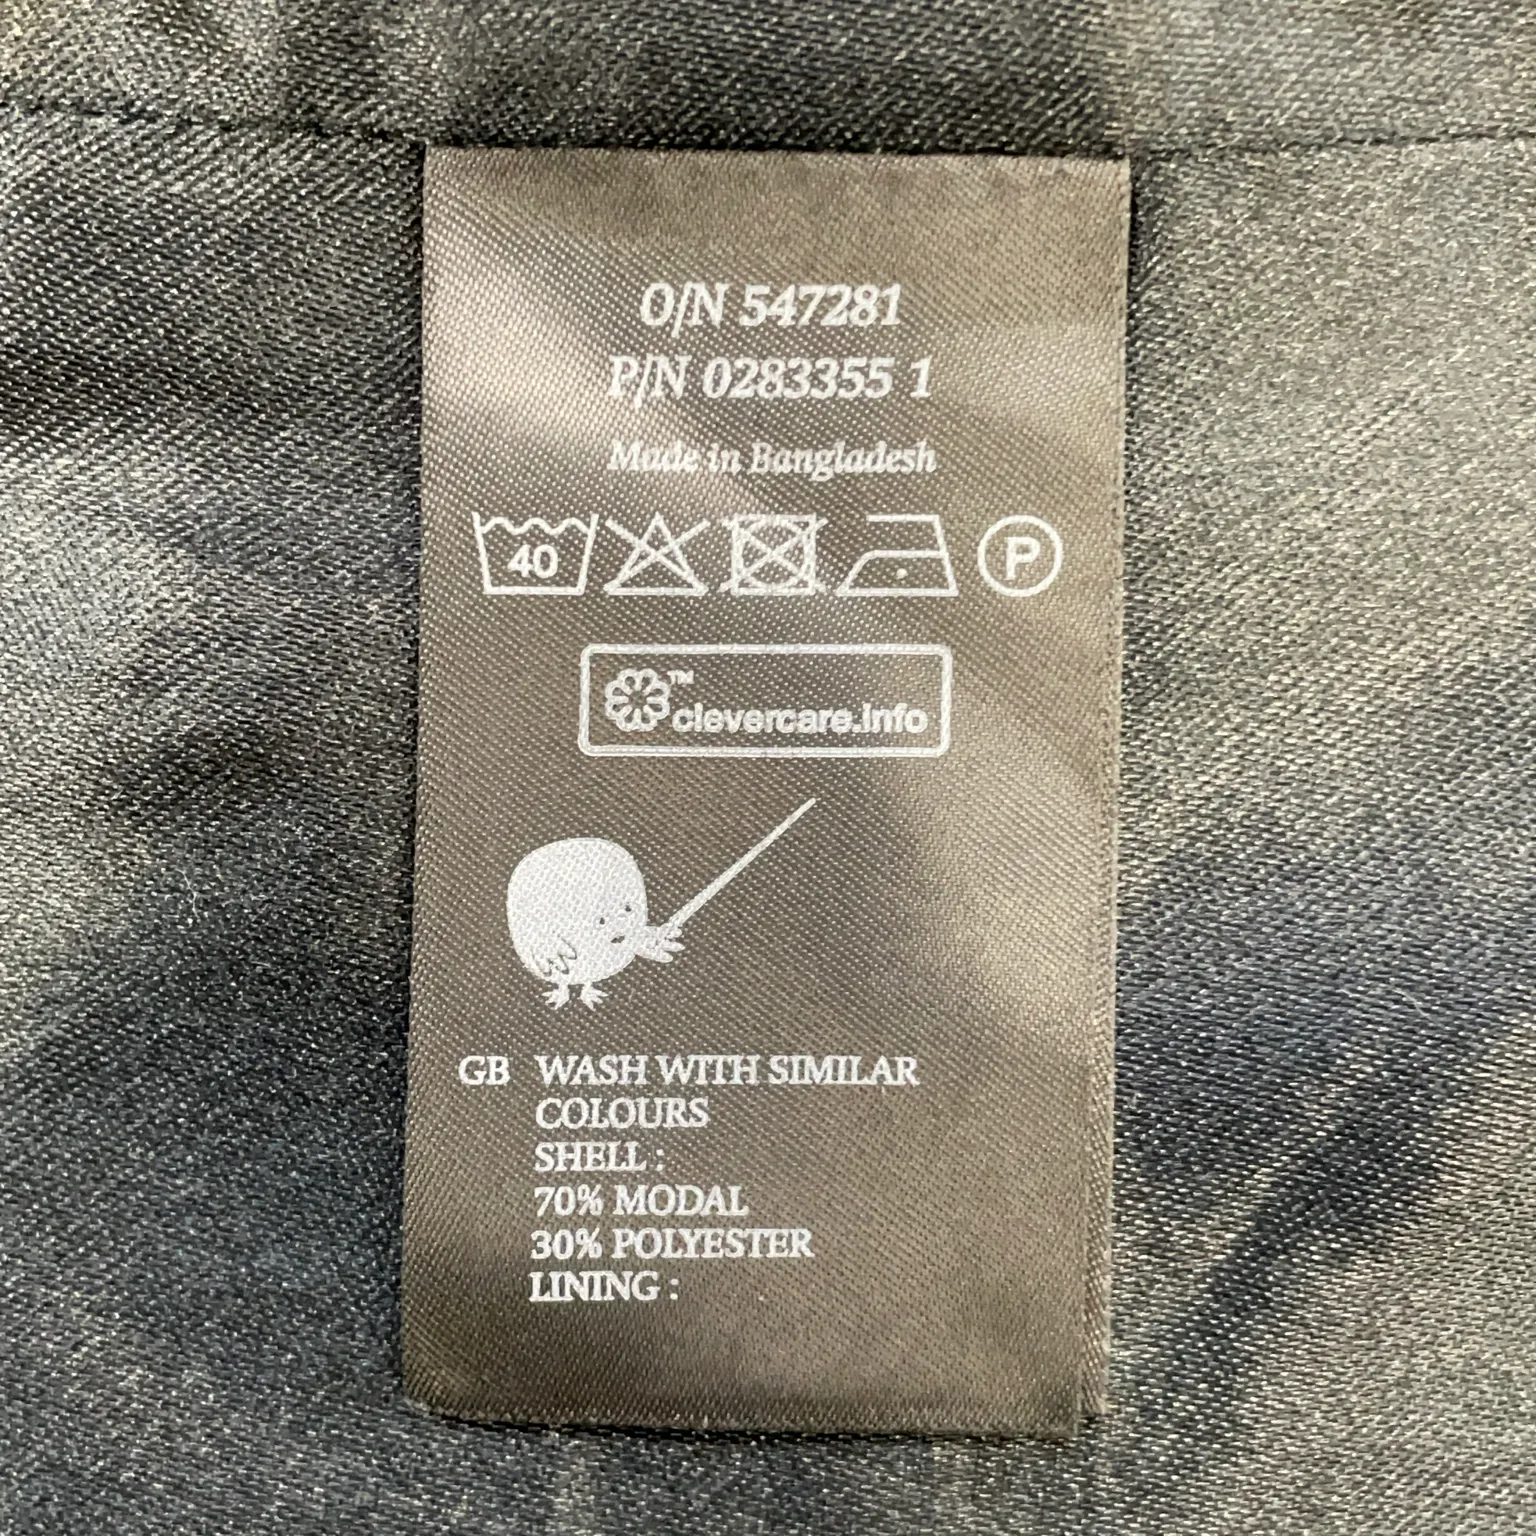 O/N 547281
P/N 0283355 1
Made in Bangladesh
40 P
™
clevercare.info
GB WASH WITH SIMILAR
COLOURS
SHELL :
70% MODAL
30% POLYESTER
LINING :